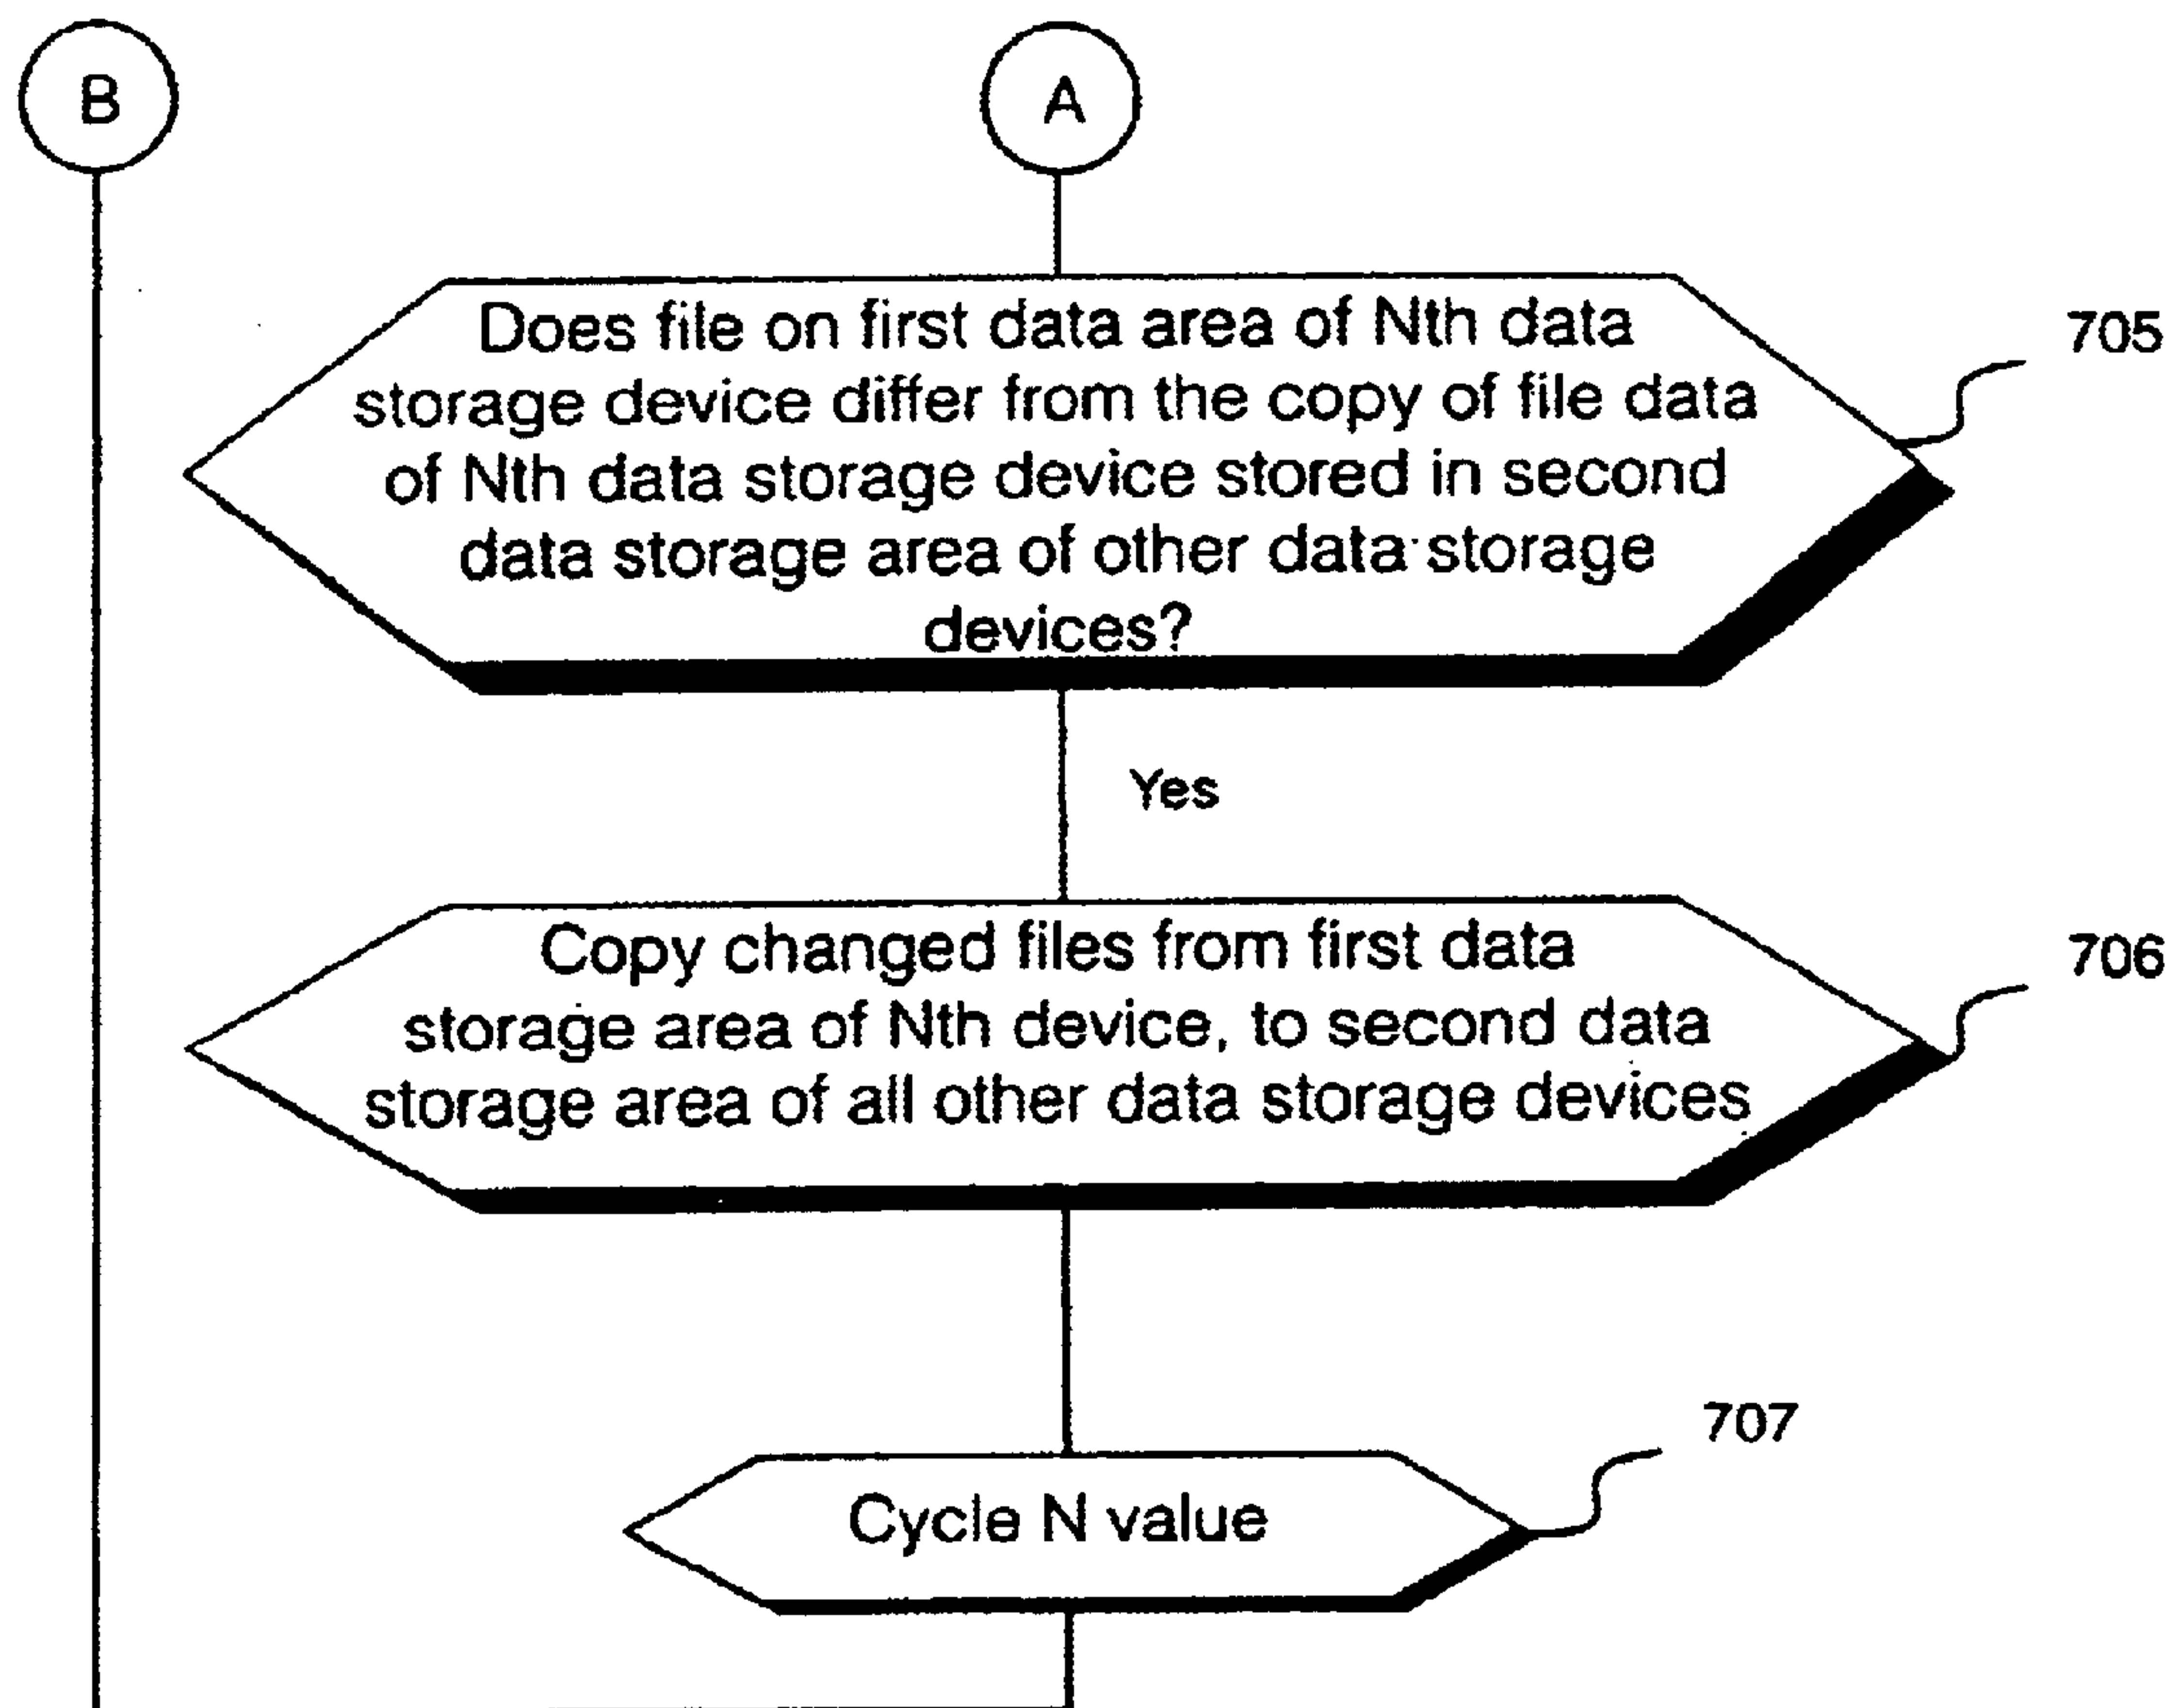 B
A
Does file on first data area of Nth data
storage device differ from the copy of file data
of Nth data storage device stored in second
data storage area of other data storage
devices?
705
Yes
Copy changed files from first data
storage area of Nth device, to second data
storage area of all other data storage devices
706
707
Cycle N value